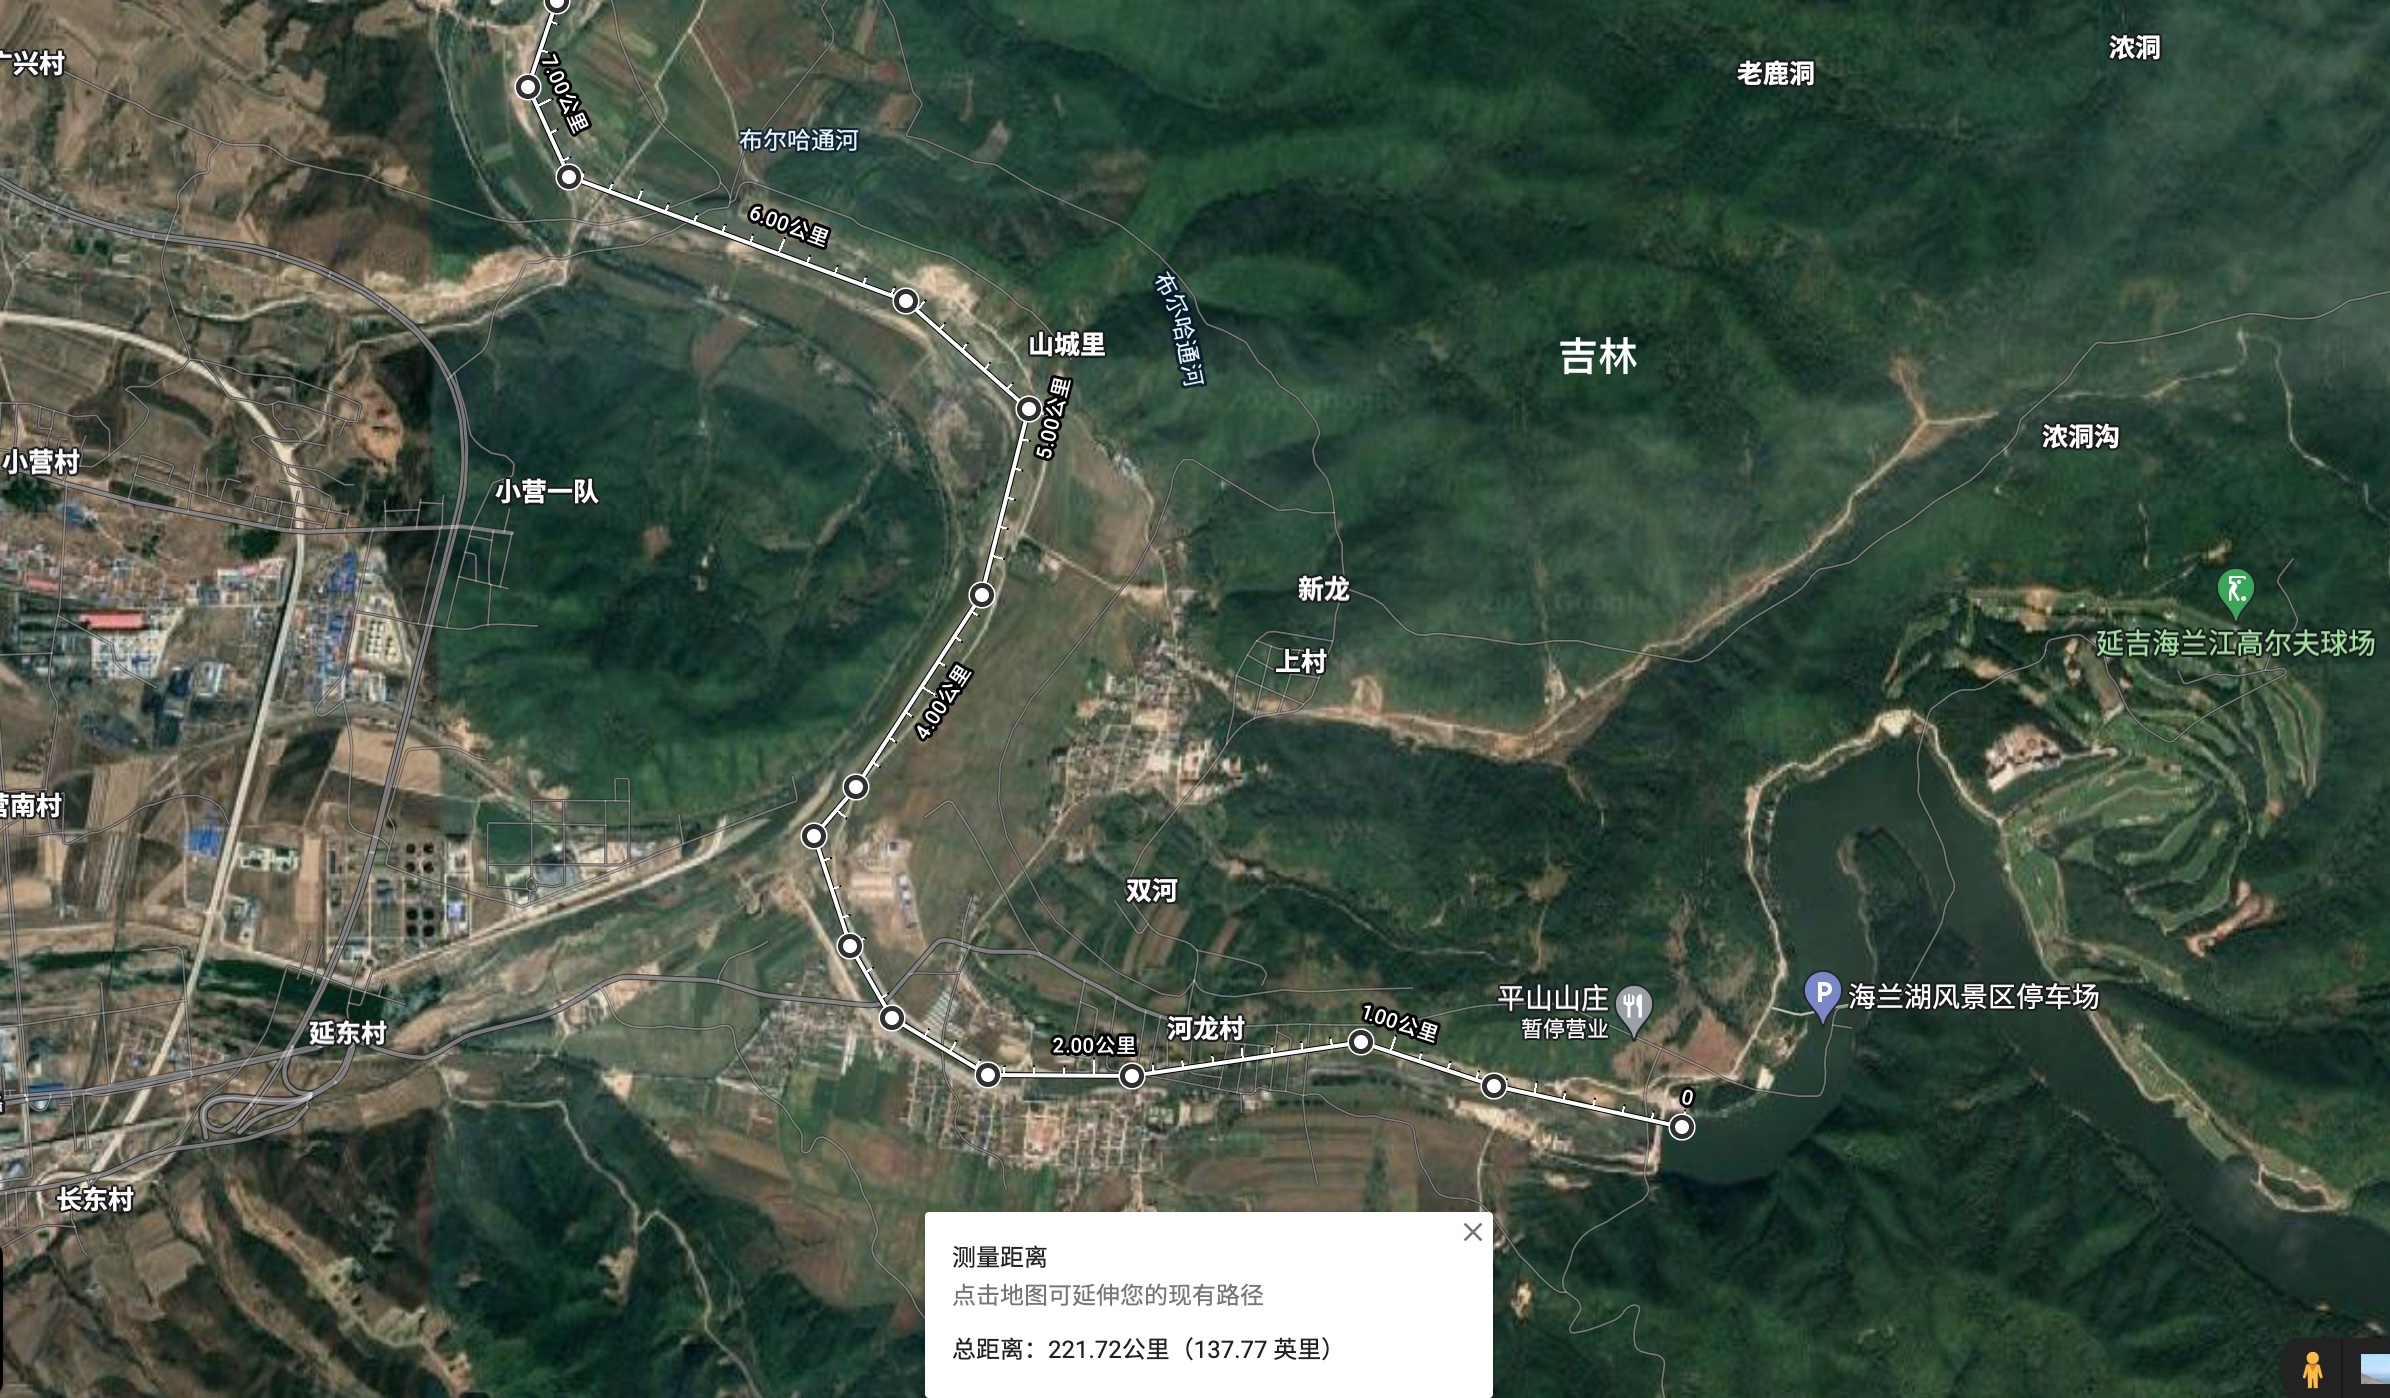 浓洞
老鹿洞
广兴村
7.00公里
布尔哈通河
6.00公里
布尔哈通河
山城里
吉林
5.00公里
浓洞沟
小营村
小营一队
新龙
延吉海兰江高尔夫球场
上村
4.00公里
营南村
双河
平山山庄
暂停营业
P
海兰湖风景区停车场
1.00公里
河龙村
2.00公里
延东村
0
长东村
测量距离
点击地图可延伸您的现有路径
总距离：221.72公里（137.77 英里）